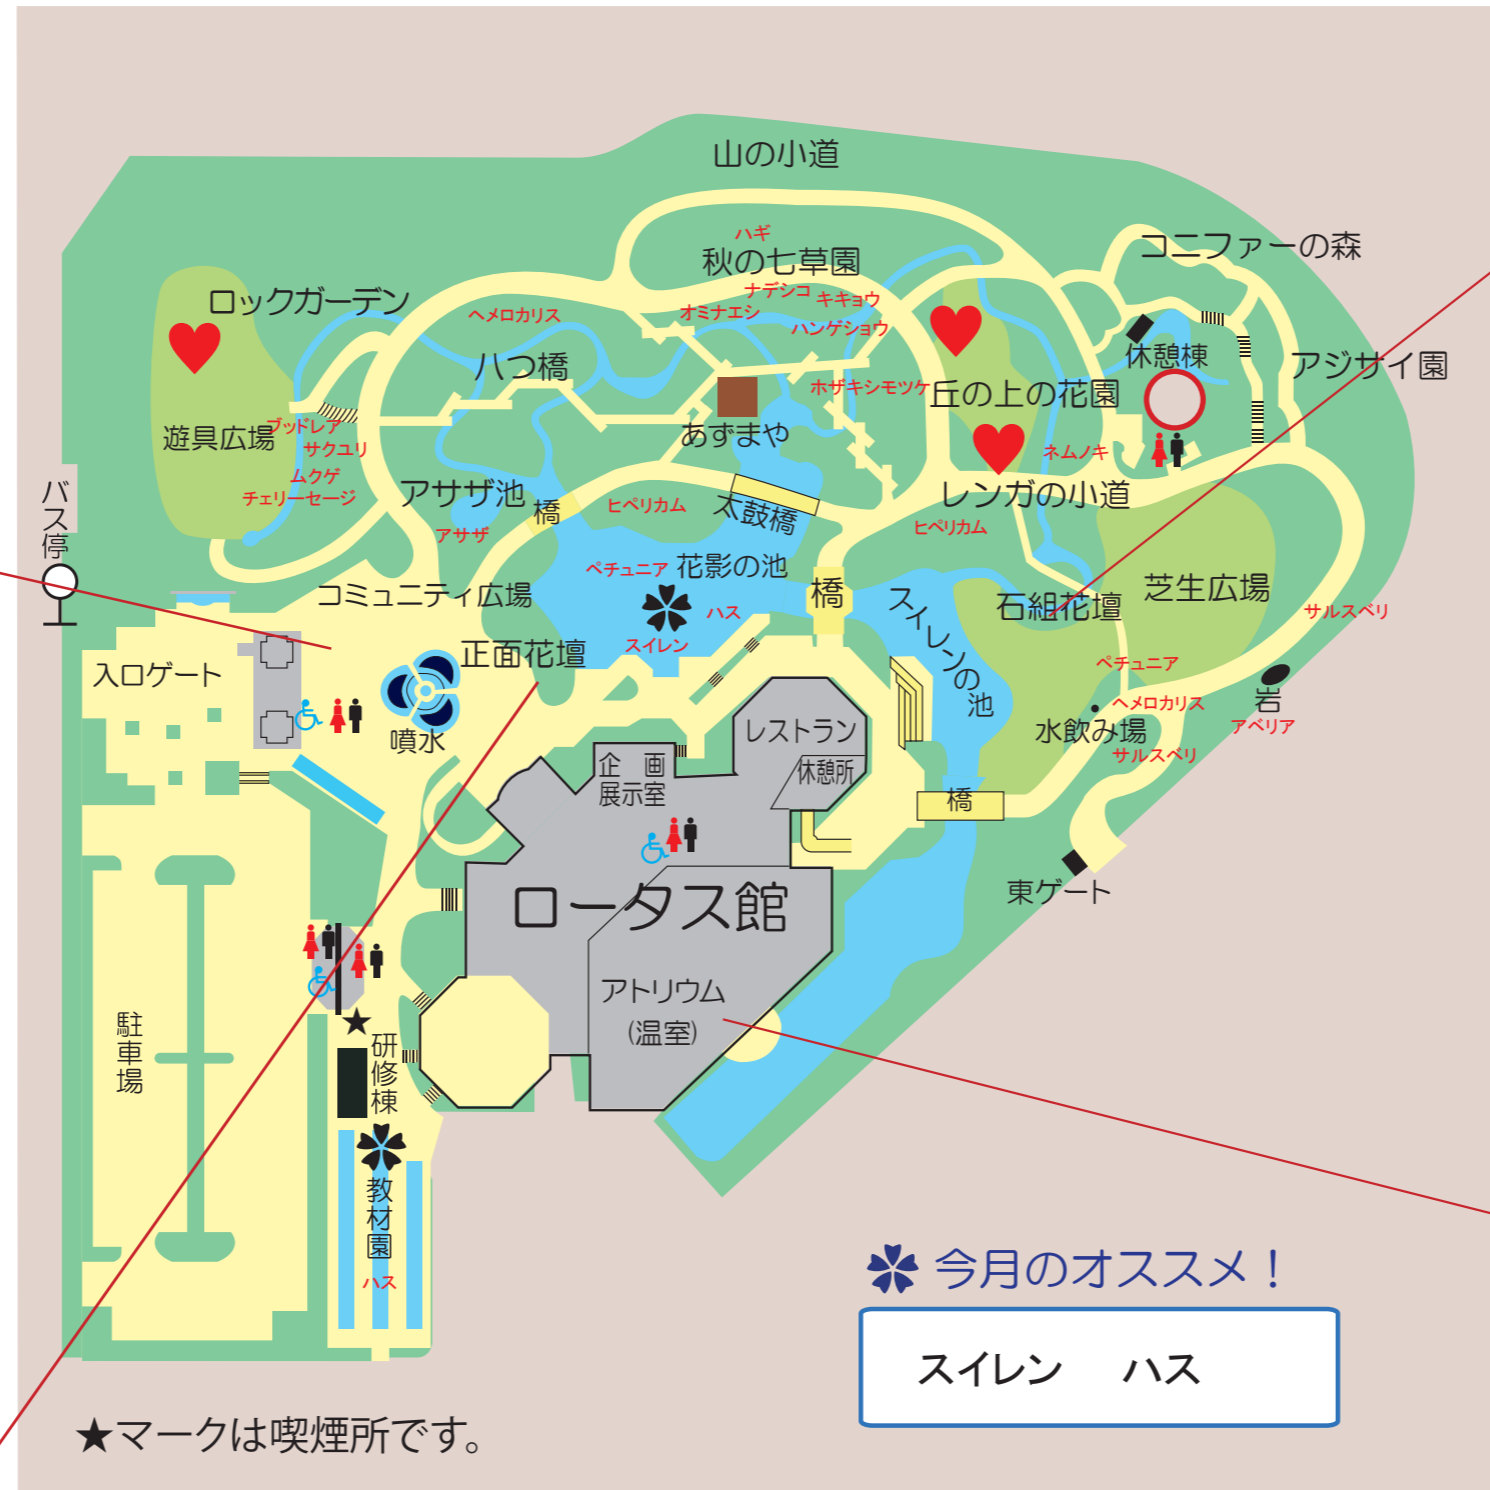 山の小道
ハギ
秋の七草園
コニファーの森
ナデシコ
キキョウ
ロックガーデン
オミナエシ
ヘメロカリス
ハンゲショウ
休憩棟
アジサイ園
八つ橋
ホザキシモツケ
丘の上の花園
ブッドレア
遊具広場
サクユリ
あずまや
ネムノキ
ムクゲ
チェリーセージ
アサザ池
橋
ヒペリカム
太鼓橋
レンガの小道
バス停
アサザ
ヒペリカム
ペチュニア
花影の池
コミュニティ広場
橋
スイレンの池
石組花壇
芝生広場
ハス
サルスベリ
スイレン
正面花壇
入口ゲート
ペチュニア
岩
ヘメロカリス
アベリア
噴水
レストラン
水飲み場
サルスベリ
企画
展示室
休憩所
橋
ロータス館
東ゲート
アトリウム
(温室)
駐車場
研修棟
教材園
ハス
今月のオススメ！
スイレン ハス
★マークは喫煙所です。